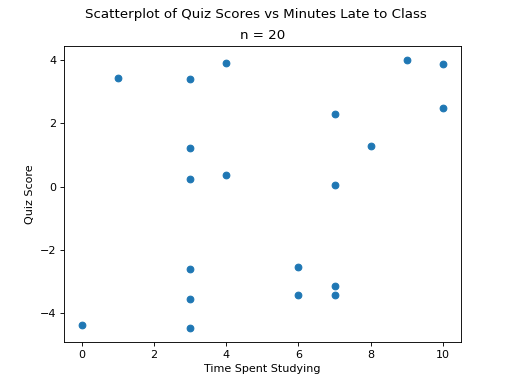 Scatterplot of Quiz Scores vs Minutes Late to Class
n = 20
4
2
0
−2
−4
Quiz Score
0 2 4 6 8 10
Time Spent Studying